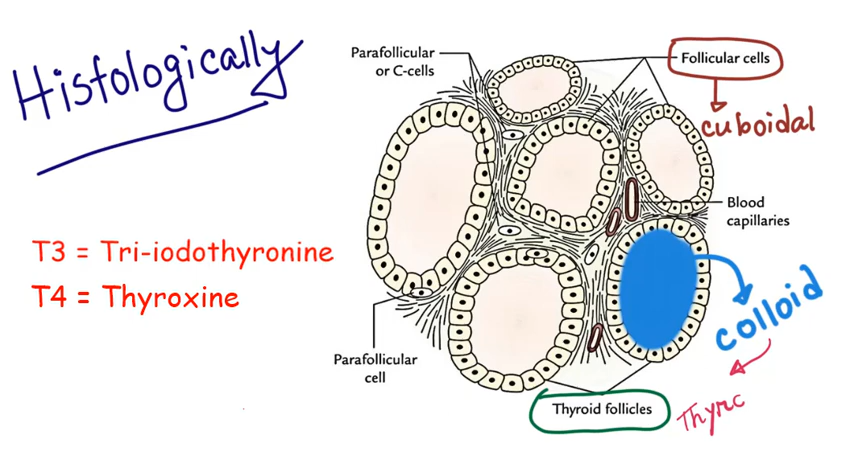 Histologically
Parafollicular
or C-cells
Follicular cells
cuboidal
Blood
capillaries
T3 = Tri-iodothyronine
T4 = Thyroxine
colloid
Parafollicular
cell
Thyroid follicles
Thyrc